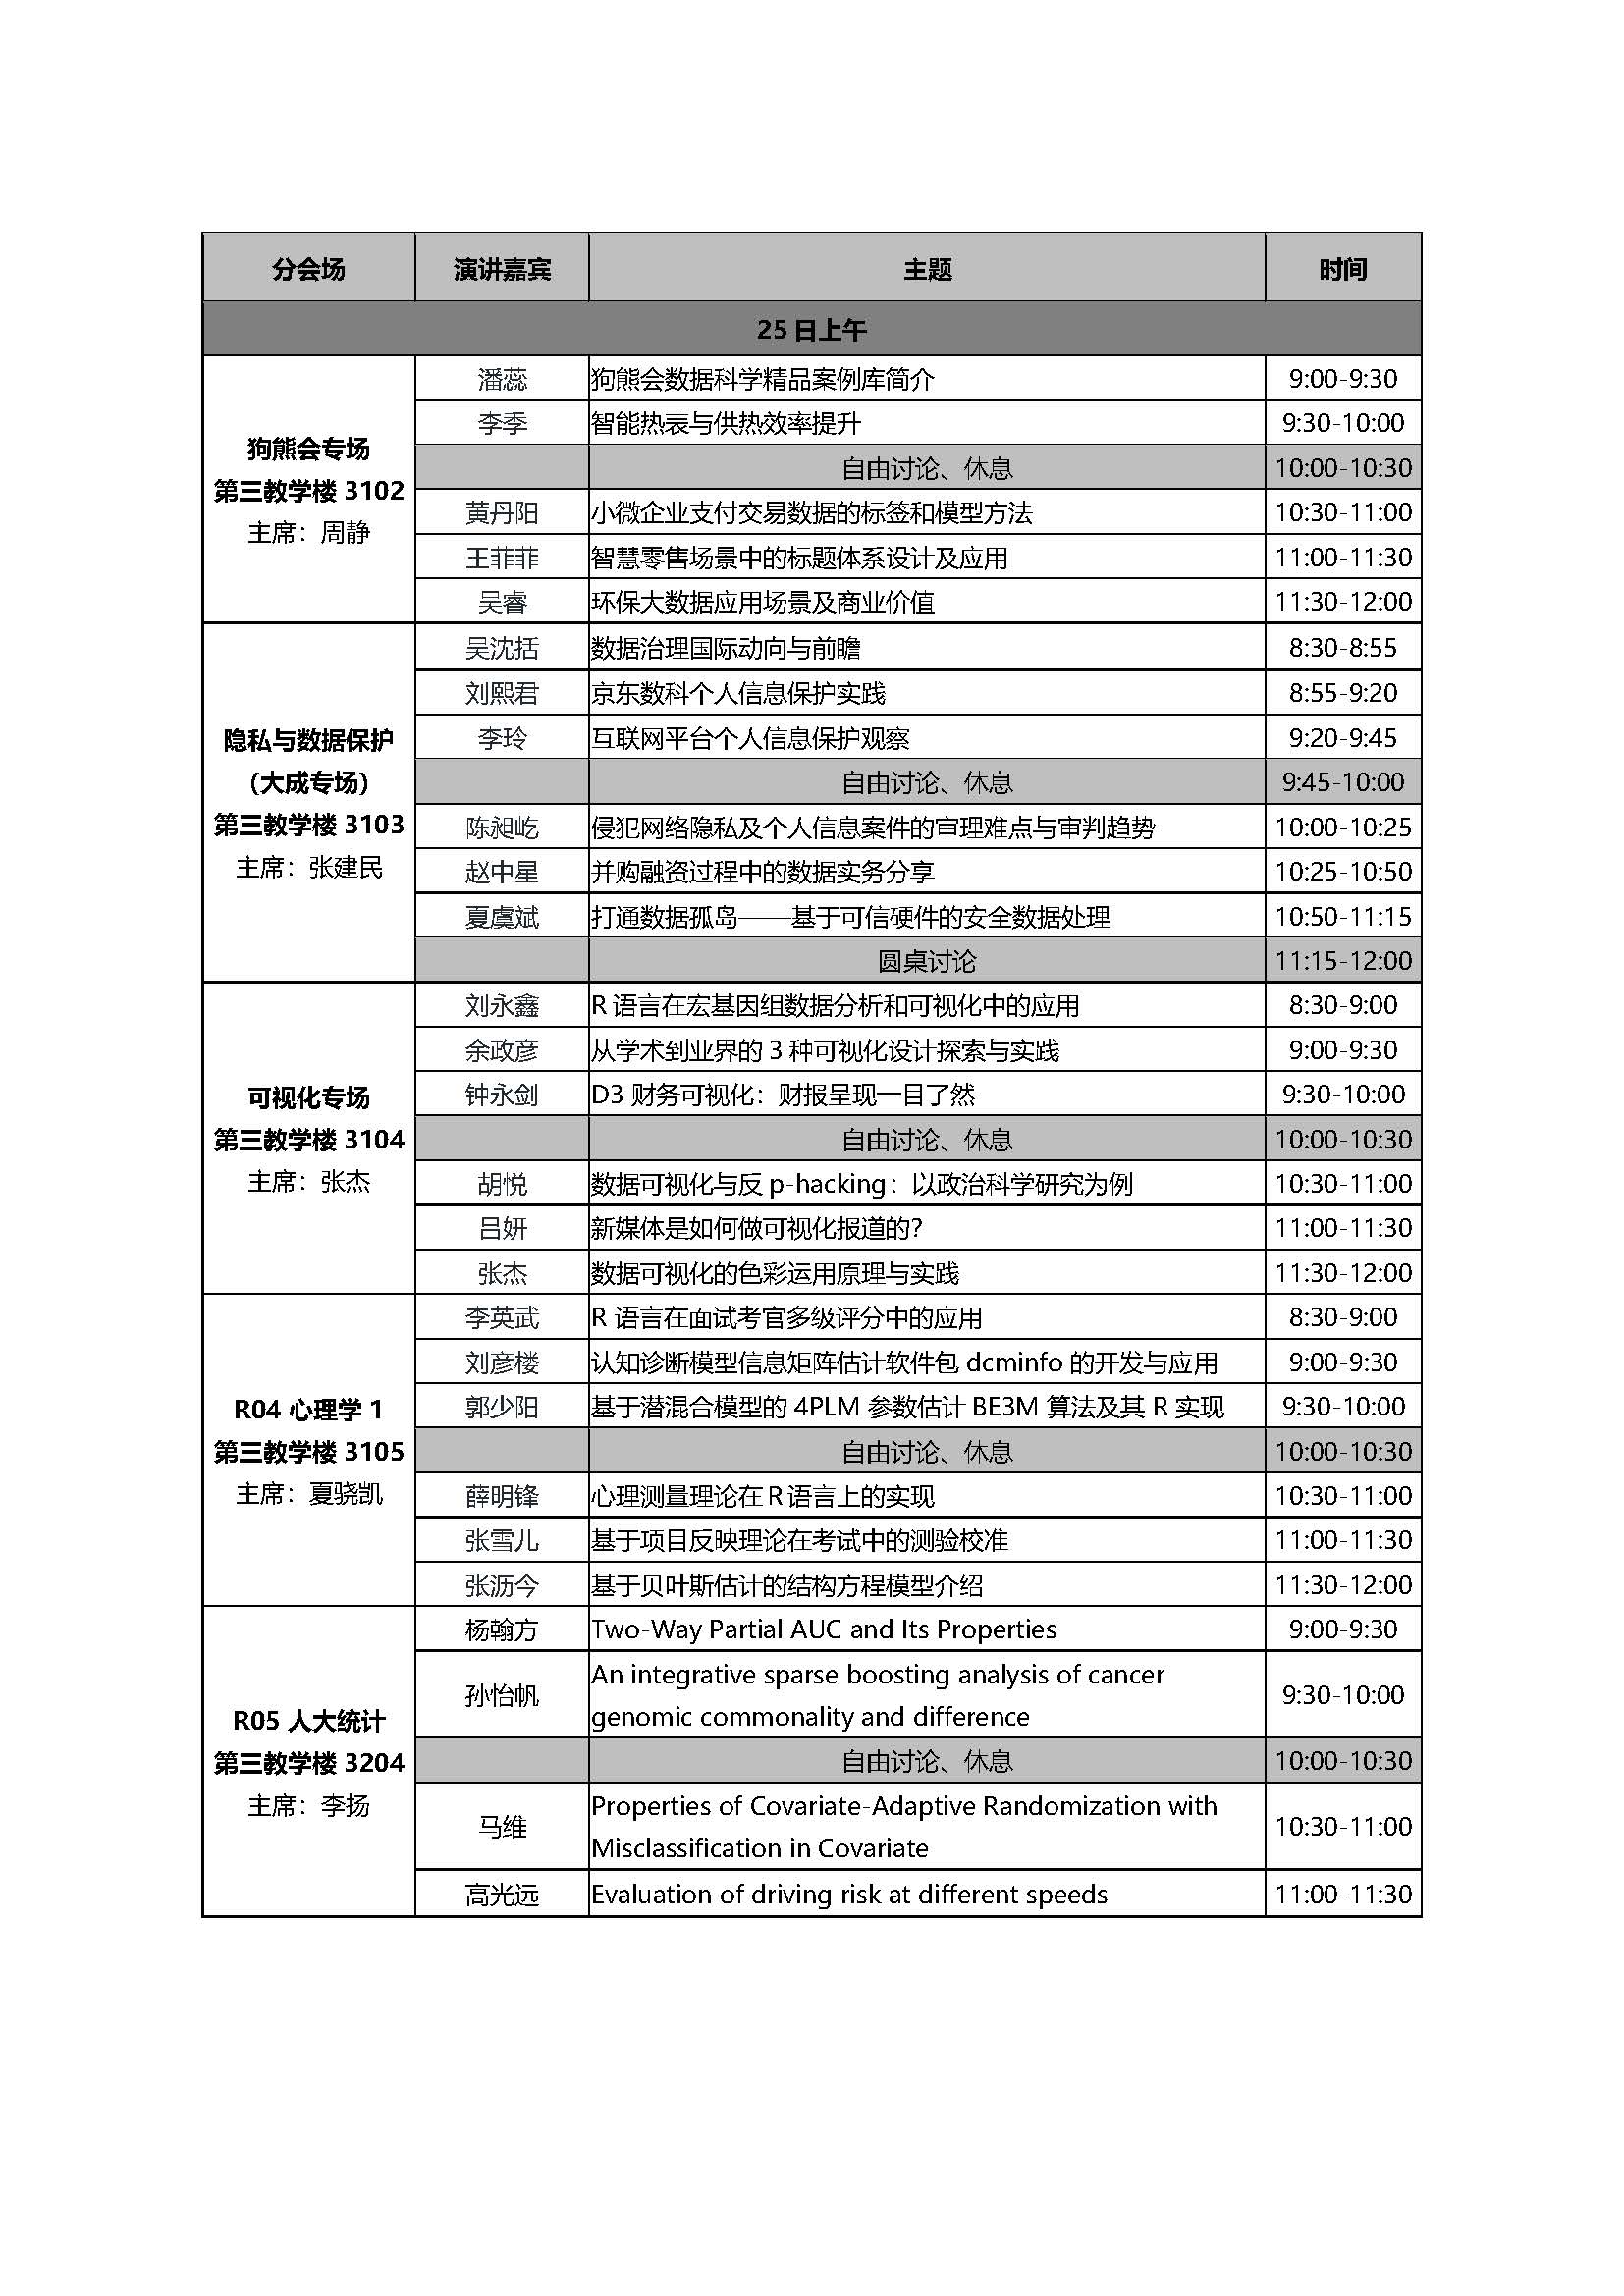 分会场 演讲嘉宾 主题 时间
25日上午
狗熊会专场
第三教学楼 3102
主席：周静
潘蕊 狗熊会数据科学精品案例库简介 9:00-9:30
李季 智能热表与供热效率提升 9:30-10:00
自由讨论、休息 10:00-10:30
黄丹阳 小微企业支付交易数据的标签和模型方法 10:30-11:00
王菲菲 智慧零售场景中的标题体系设计及应用 11:00-11:30
吴睿 环保大数据应用场景及商业价值 11:30-12:00
隐私与数据保护
（大成专场）
第三教学楼 3103
主席：张建民
吴沈括 数据治理国际动向与前瞻 8:30-8:55
刘熙君 京东数科个人信息保护实践 8:55-9:20
李玲 互联网平台个人信息保护观察 9:20-9:45
自由讨论、休息 9:45-10:00
陈昶屹 侵犯网络隐私及个人信息案件的审理难点与审判趋势 10:00-10:25
赵中星 并购融资过程中的数据实务分享 10:25-10:50
夏虞斌 打通数据孤岛——基于可信硬件的安全数据处理 10:50-11:15
圆桌讨论 11:15-12:00
可视化专场
第三教学楼 3104
主席：张杰
刘永鑫 R 语言在宏基因组数据分析和可视化中的应用 8:30-9:00
余政彦 从学术到业界的 3 种可视化设计探索与实践 9:00-9:30
钟永剑 D3 财务可视化：财报呈现一目了然 9:30-10:00
自由讨论、休息 10:00-10:30
胡悦 数据可视化与反 p-hacking：以政治科学研究为例 10:30-11:00
吕妍 新媒体是如何做可视化报道的？ 11:00-11:30
张杰 数据可视化的色彩运用原理与实践 11:30-12:00
R04 心理学 1
第三教学楼 3105
主席：夏骁凯
李英武 R 语言在面试考官多级评分中的应用 8:30-9:00
刘彦楼 认知诊断模型信息矩阵估计软件包 dcminfo 的开发与应用 9:00-9:30
郭少阳 基于潜混合模型的 4PLM 参数估计 BE3M 算法及其 R 实现 9:30-10:00
自由讨论、休息 10:00-10:30
薛明锋 心理测量理论在 R 语言上的实现 10:30-11:00
张雪儿 基于项目反映理论在考试中的测验校准 11:00-11:30
张沥今 基于贝叶斯估计的结构方程模型介绍 11:30-12:00
R05 人大统计
第三教学楼 3204
主席：李扬
杨翰方 Two-Way Partial AUC and Its Properties 9:00-9:30
孙怡帆 An integrative sparse boosting analysis of cancer
genomic commonality and difference 9:30-10:00
自由讨论、休息 10:00-10:30
马维 Properties of Covariate-Adaptive Randomization with
Misclassification in Covariate 10:30-11:00
高光远 Evaluation of driving risk at different speeds 11:00-11:30